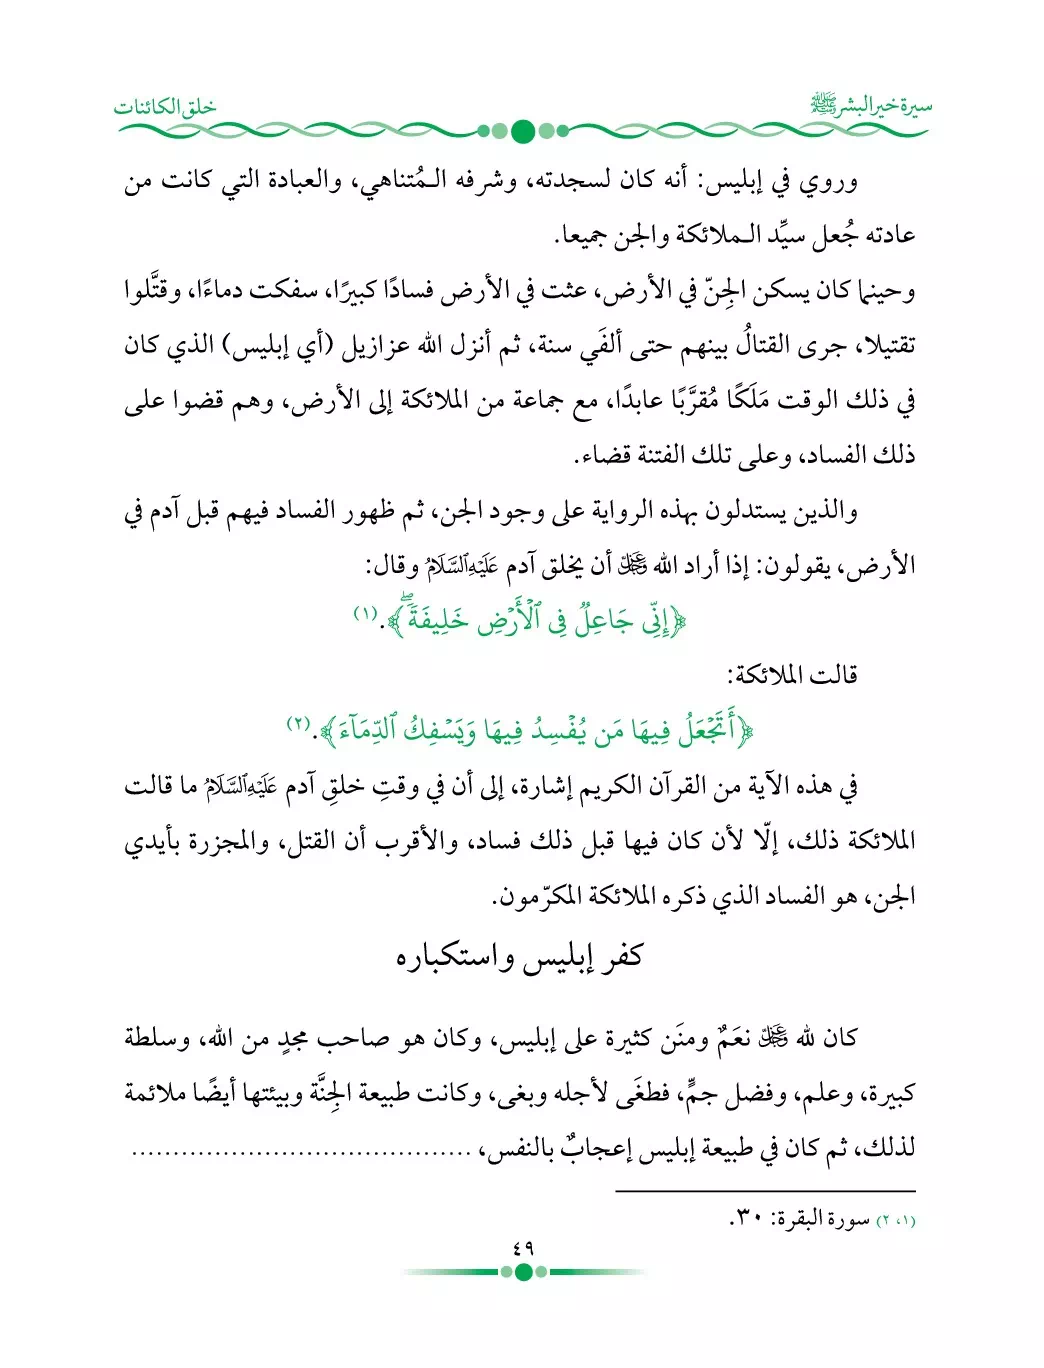 سيرة خير البشر ﷺ
خلق الكائنات
وروي في إبليس: أنه كان لسجدته، وشرفه الـمُتناهي، والعبادة التي كانت من
عادته جُعل سيِّد الـملائكة والجن جميعا.
وحينما كان يسكن الجِنّ في الأرض، عثت في الأرض فسادًا كبيرًا، سفكت دماءًا، وقتَّلوا
تقتيلا، جرى القتالُ بينهم حتى ألفَي سنة، ثم أنزل الله عزازيل (أي إبليس) الذي كان
في ذلك الوقت مَلَكًا مُقرَّبًا عابدًا، مع جماعة من الملائكة إلى الأرض، وهم قضوا على
ذلك الفساد، وعلى تلك الفتنة قضاء.
والذين يستدلون بهذه الرواية على وجود الجن، ثم ظهور الفساد فيهم قبل آدم في
الأرض، يقولون: إذا أراد الله عَزَّوَجَلَّ أن يخلق آدم عَلَيْهِ ٱلسَّلَامُ وقال:
﴿إِنِّي جَاعِلٌ فِي ٱلْأَرْضِ خَلِيفَةًۖ﴾.(١)
قالت الملائكة:
﴿أَتَجْعَلُ فِيهَا مَن يُفْسِدُ فِيهَا وَيَسْفِكُ ٱلدِّمَآءَ﴾.(٢)
في هذه الآية من القرآن الكريم إشارة، إلى أن في وقتِ خلقِ آدم عَلَيْهِ ٱلسَّلَامُ ما قالت
الملائكة ذلك، إلّا لأن كان فيها قبل ذلك فساد، والأقرب أن القتل، والمجزرة بأيدي
الجن، هو الفساد الذي ذكره الملائكة المكرّمون.
كفر إبليس واستكباره
كان لله عَزَّوَجَلَّ نعَمٌ ومنَن كثيرة على إبليس، وكان هو صاحب مجدٍ من الله، وسلطة
كبيرة، وعلم، وفضل جمٍّ، فطغَى لأجله وبغى، وكانت طبيعة الجِنَّة وبيئتها أيضًا ملائمة
لذلك، ثم كان في طبيعة إبليس إعجابٌ بالنفس، ........................................
(١، ٢) سورة البقرة: ٣٠.
٤٩